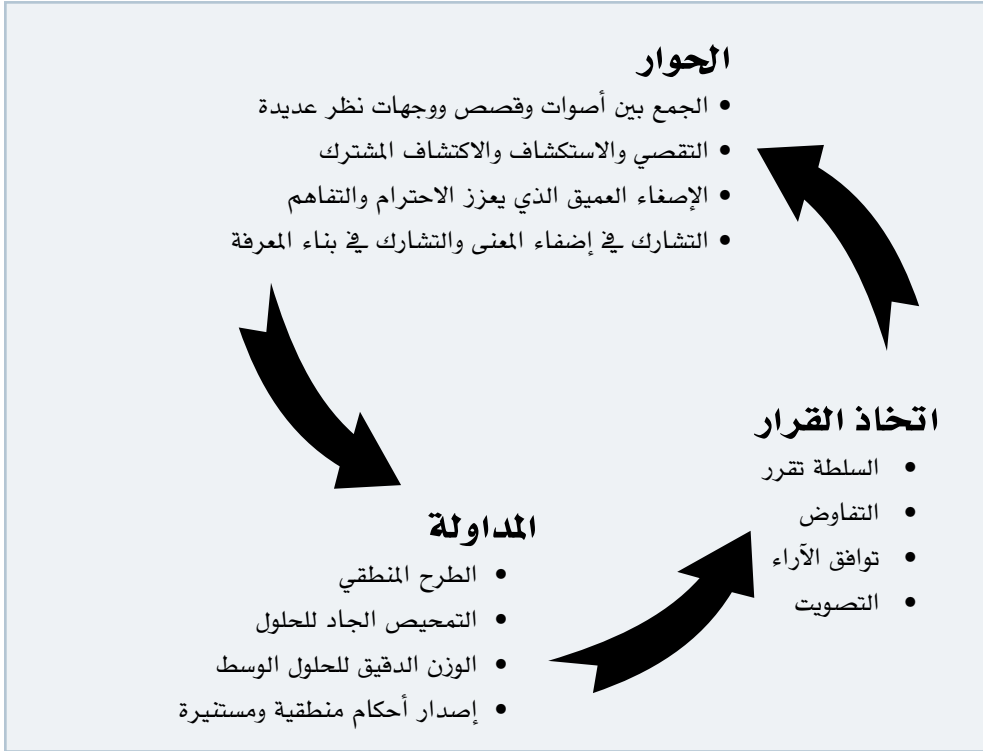 الحوار
• الجمع بين أصوات وقصص ووجهات نظر عديدة
• التقصي والاستكشاف والاكتشاف المشترك
• الإصغاء العميق الذي يعزز الاحترام والتفاهم
• التشارك في إضفاء المعنى والتشارك في بناء المعرفة
اتخاذ القرار
• السلطة تقرر
• التفاوض
• توافق الآراء
• التصويت
المداولة
• الطرح المنطقي
• التمحيص الجاد للحلول
• الوزن الدقيق للحلول الوسط
• إصدار أحكام منطقية ومستنيرة